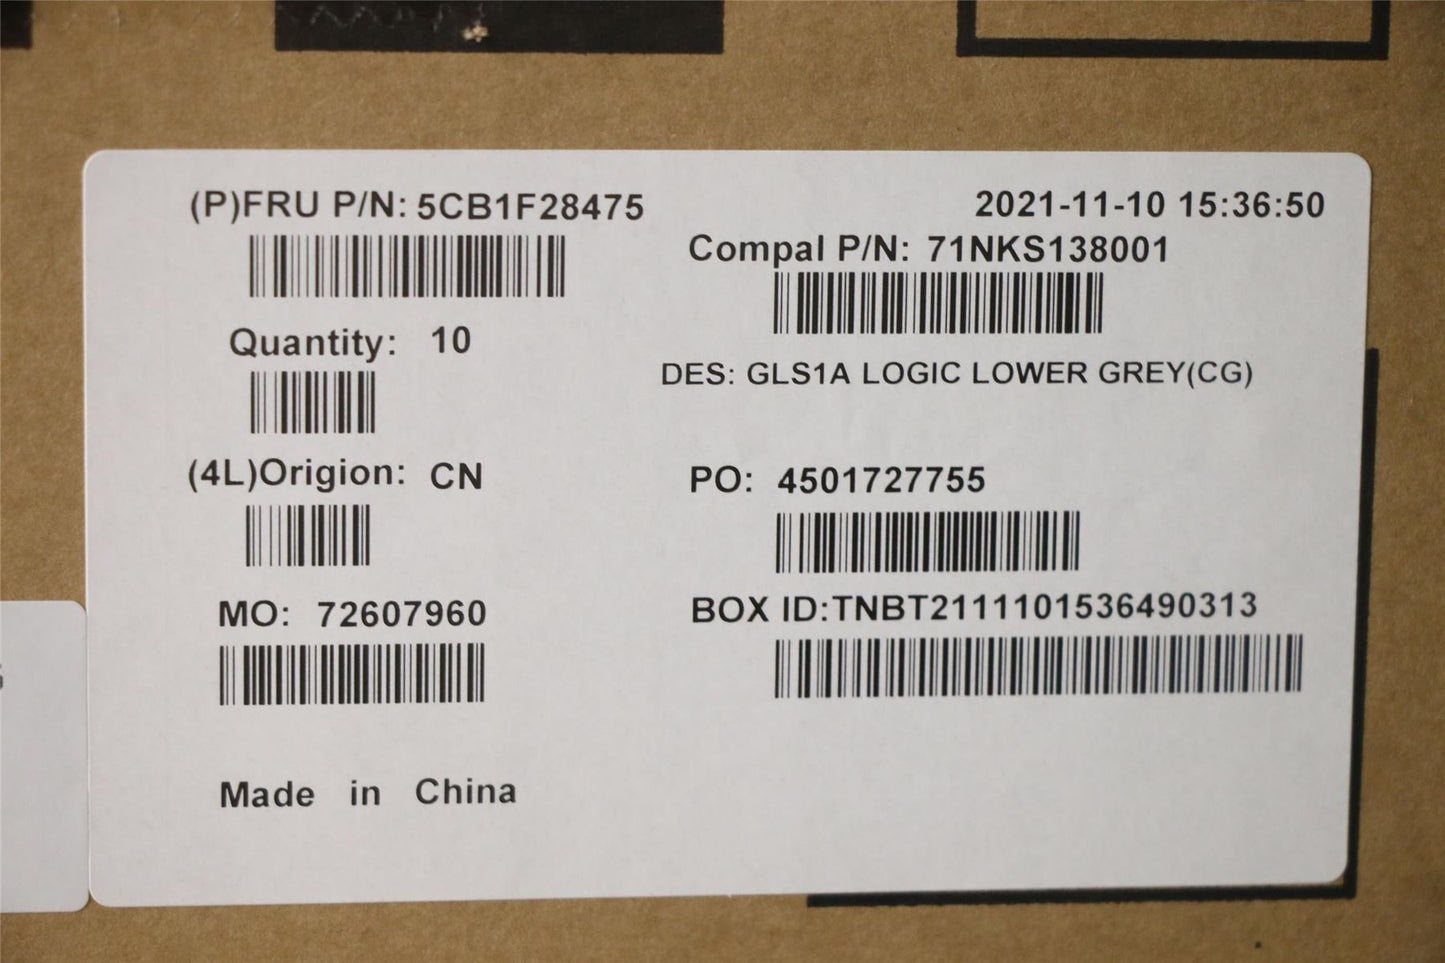 (P)FRU P/N: 5CB1F28475
2021-11-10 15:36:50
Compal P/N: 71NKS138001
Quantity: 10
DES: GLS1A LOGIC LOWER GREY(CG)
(4L)Origion: CN
PO: 4501727755
MO: 72607960
BOX ID:TNBT2111101536490313
Made in China